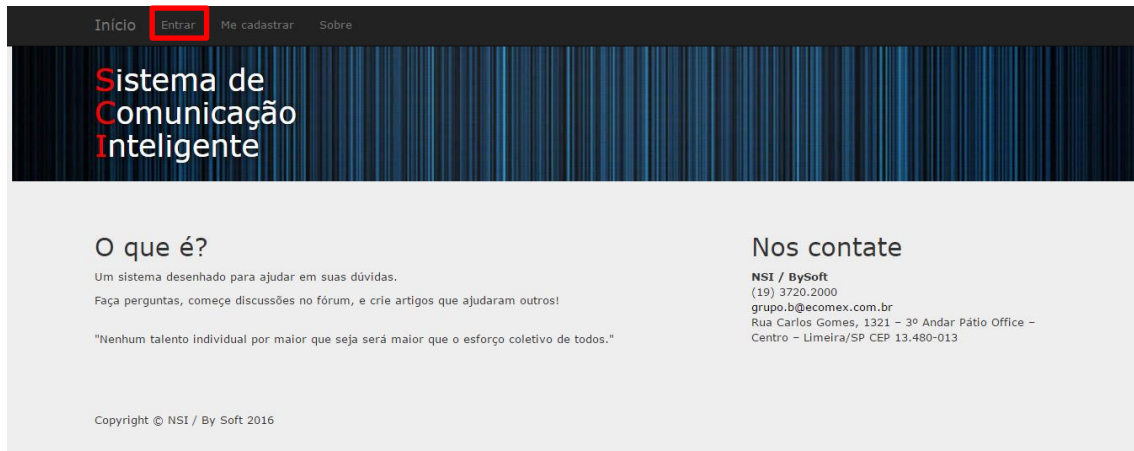 Início Entrar Me cadastrar Sobre
Sistema de
Comunicação
Inteligente
O que é?
Um sistema desenhado para ajudar em suas dúvidas.
Faça perguntas, começe discussões no fórum, e crie artigos que ajudaram outros!
"Nenhum talento individual por maior que seja será maior que o esforço coletivo de todos."
Nos contate
NSI / BySoft
(19) 3720.2000
grupo.b@ecomex.com.br
Rua Carlos Gomes, 1321 – 3º Andar Pátio Office –
Centro – Limeira/SP CEP 13.480-013
Copyright © NSI / By Soft 2016